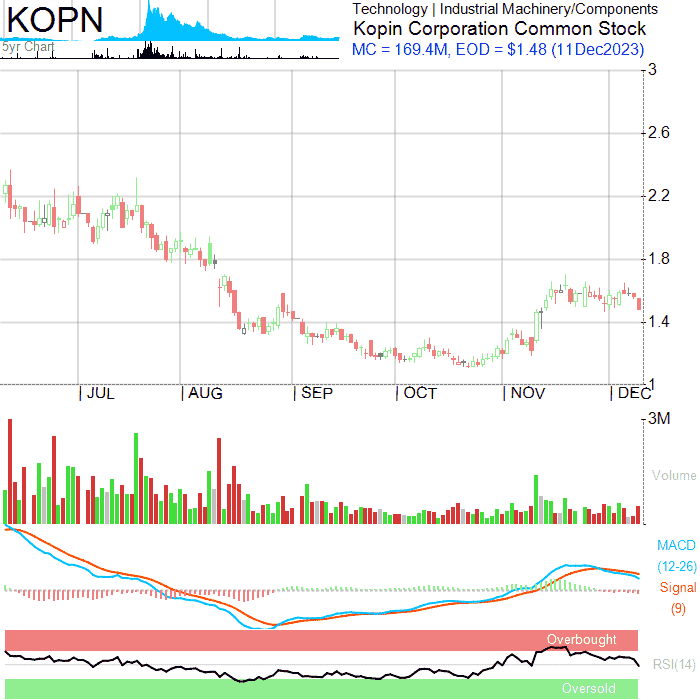 KOPN
5yr Chart
Technology | Industrial Machinery/Components
Kopin Corporation Common Stock
MC = 169.4M, EOD = $1.48 (11Dec2023)
3
2.6
2.2
1.8
1.4
1
| JUL | AUG | SEP | OCT | NOV | DEC
3M
Volume
MACD
(12-26)
Signal
(9)
Overbought
RSI(14)
Oversold